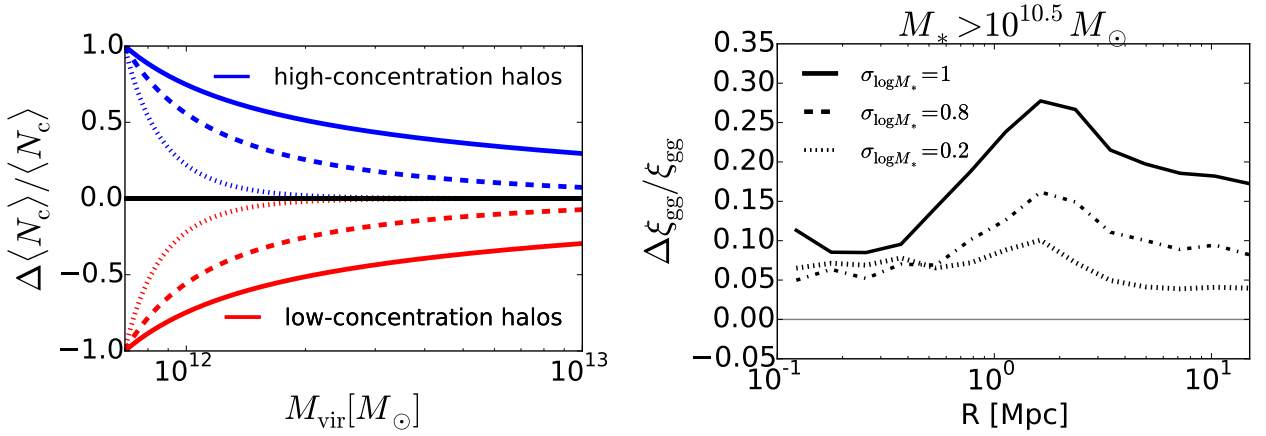 1.0
0.5
0.0
−0.5
−1.0
Δ⟨N_c⟩/⟨N_c⟩
high-concentration halos
low-concentration halos
10^12
10^13
M_vir[M_⊙]
M_* >10^10.5 M_⊙
0.35
0.30
0.25
0.20
0.15
0.10
0.05
0.00
−0.05
Δξ_gg/ξ_gg
σ_logM_* =1
σ_logM_* =0.8
σ_logM_* =0.2
10^-1
10^0
10^1
R [Mpc]